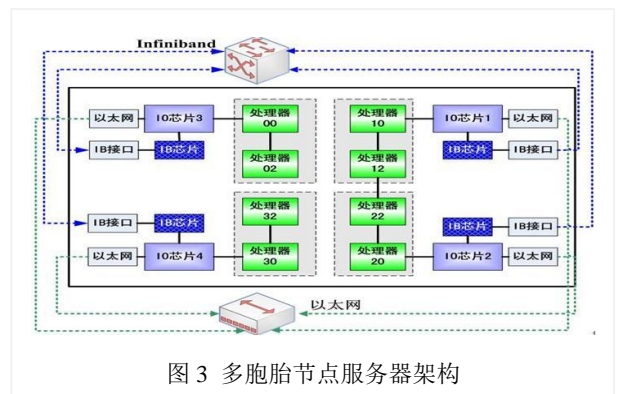 Infiniband
以太网 IO芯片3 处理器 00 处理器 10 IO芯片1 以太网
IB接口 IB芯片 处理器 02 处理器 12 IB芯片 IB接口
IB接口 IB芯片 处理器 32 处理器 22 IB芯片 IB接口
以太网 IO芯片4 处理器 30 处理器 20 IO芯片2 以太网
以太网
图 3 多胞胎节点服务器架构